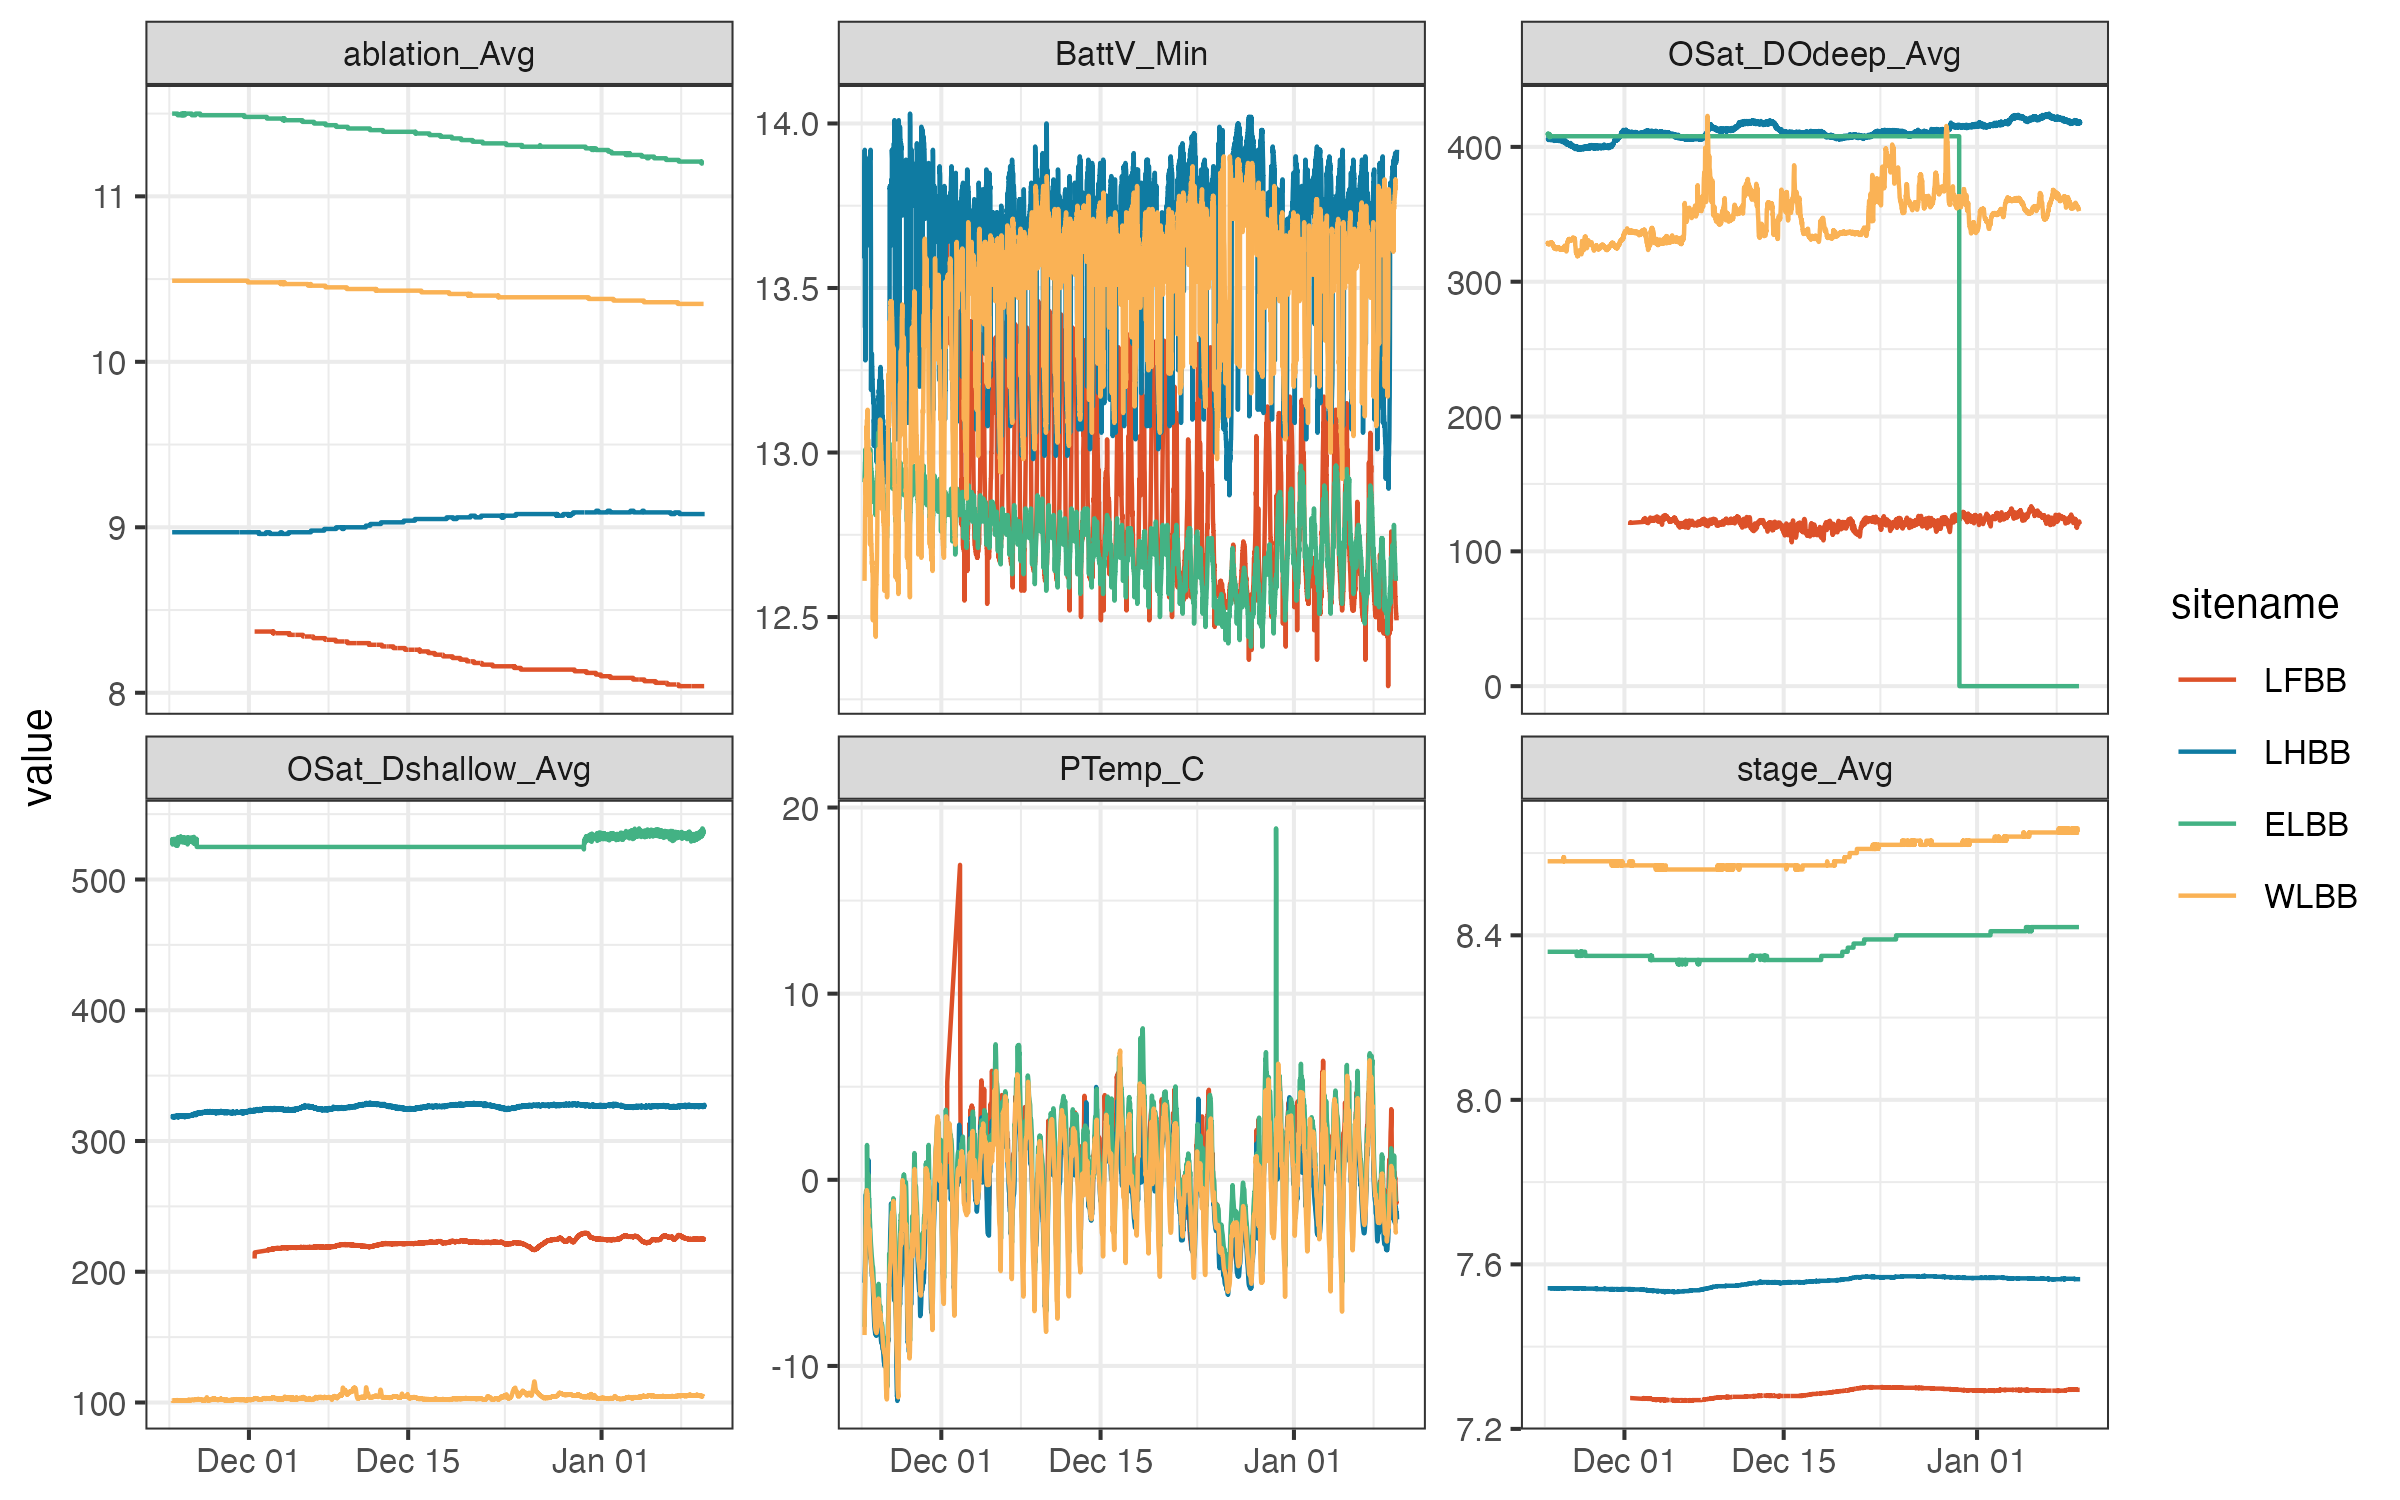 ablation_Avg
BattV_Min
OSat_DOdeep_Avg
11
10
9
8
14.0
13.5
13.0
12.5
400
300
200
100
0
OSat_Dshallow_Avg
PTemp_C
stage_Avg
500
400
300
200
100
20
10
0
-10
8.4
8.0
7.6
7.2
Dec 01 Dec 15 Jan 01
Dec 01 Dec 15 Jan 01
Dec 01 Dec 15 Jan 01
value
sitename
LFBB
LHBB
ELBB
WLBB